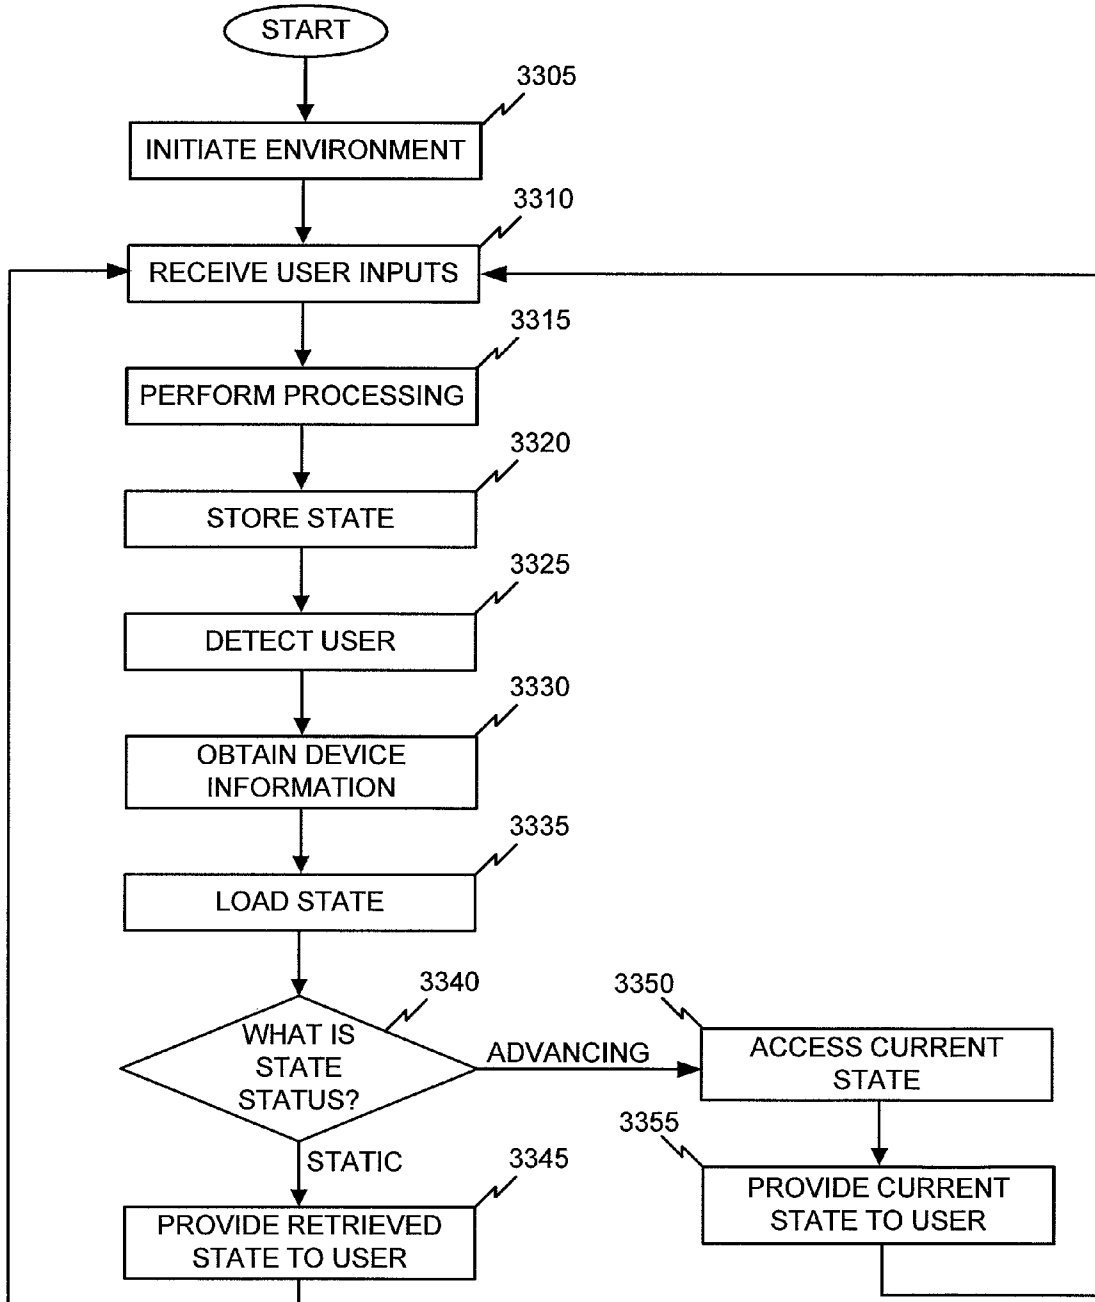 START
3305
INITIATE ENVIRONMENT
3310
RECEIVE USER INPUTS
3315
PERFORM PROCESSING
3320
STORE STATE
3325
DETECT USER
3330
OBTAIN DEVICE
INFORMATION
3335
LOAD STATE
3340
WHAT IS
STATE
STATUS?
ADVANCING
3350
ACCESS CURRENT
STATE
STATIC
3345
PROVIDE RETRIEVED
STATE TO USER
3355
PROVIDE CURRENT
STATE TO USER